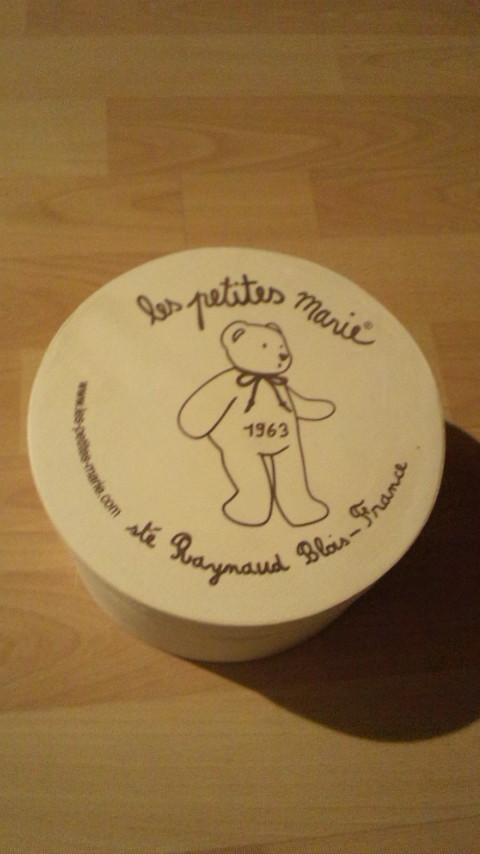 les petites marie®
1963
www.les-petites-marie.com
sté Raynaud Blois-France